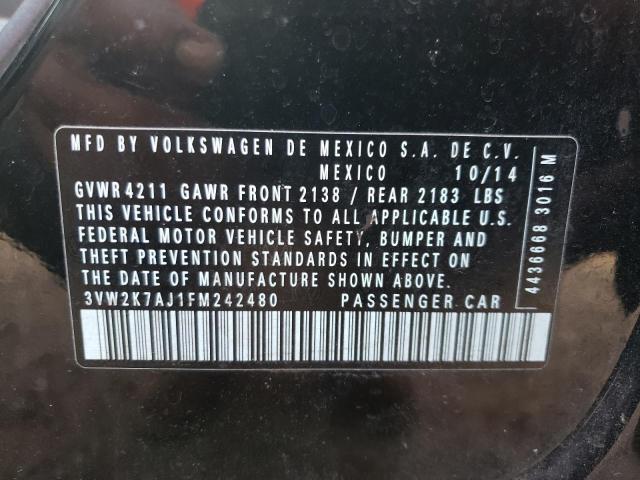 MFD BY VOLKSWAGEN DE MEXICO S.A. DE C.V.
MEXICO 10/14
GVWR 4211 GAWR FRONT 2138 / REAR 2183 LBS
THIS VEHICLE CONFORMS TO ALL APPLICABLE U.S.
FEDERAL MOTOR VEHICLE SAFETY, BUMPER AND
THEFT PREVENTION STANDARDS IN EFFECT ON
THE DATE OF MANUFACTURE SHOWN ABOVE.
3VW2K7AJ1FM242480 PASSENGER CAR
4436668 3016 M